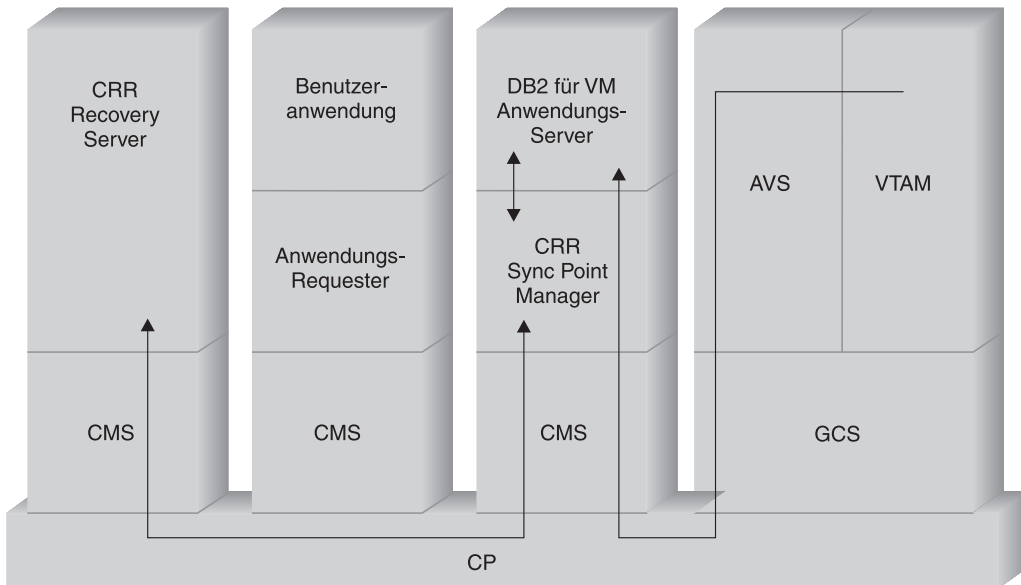 CRR
Recovery
Server
Benutzer-
anwendung
DB2 für VM
Anwendungs-
Server
AVS
VTAM
Anwendungs-
Requester
CRR
Sync Point
Manager
CMS
CMS
CMS
GCS
CP